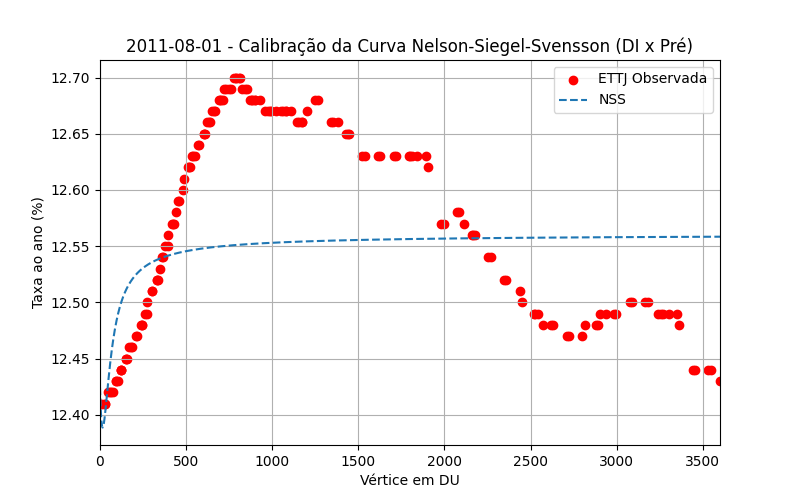 2011-08-01 - Calibração da Curva Nelson-Siegel-Svensson (DI x Pré)
ETTJ Observada
NSS
Taxa ao ano (%)
12.70
12.65
12.60
12.55
12.50
12.45
12.40
0 500 1000 1500 2000 2500 3000 3500
Vértice em DU